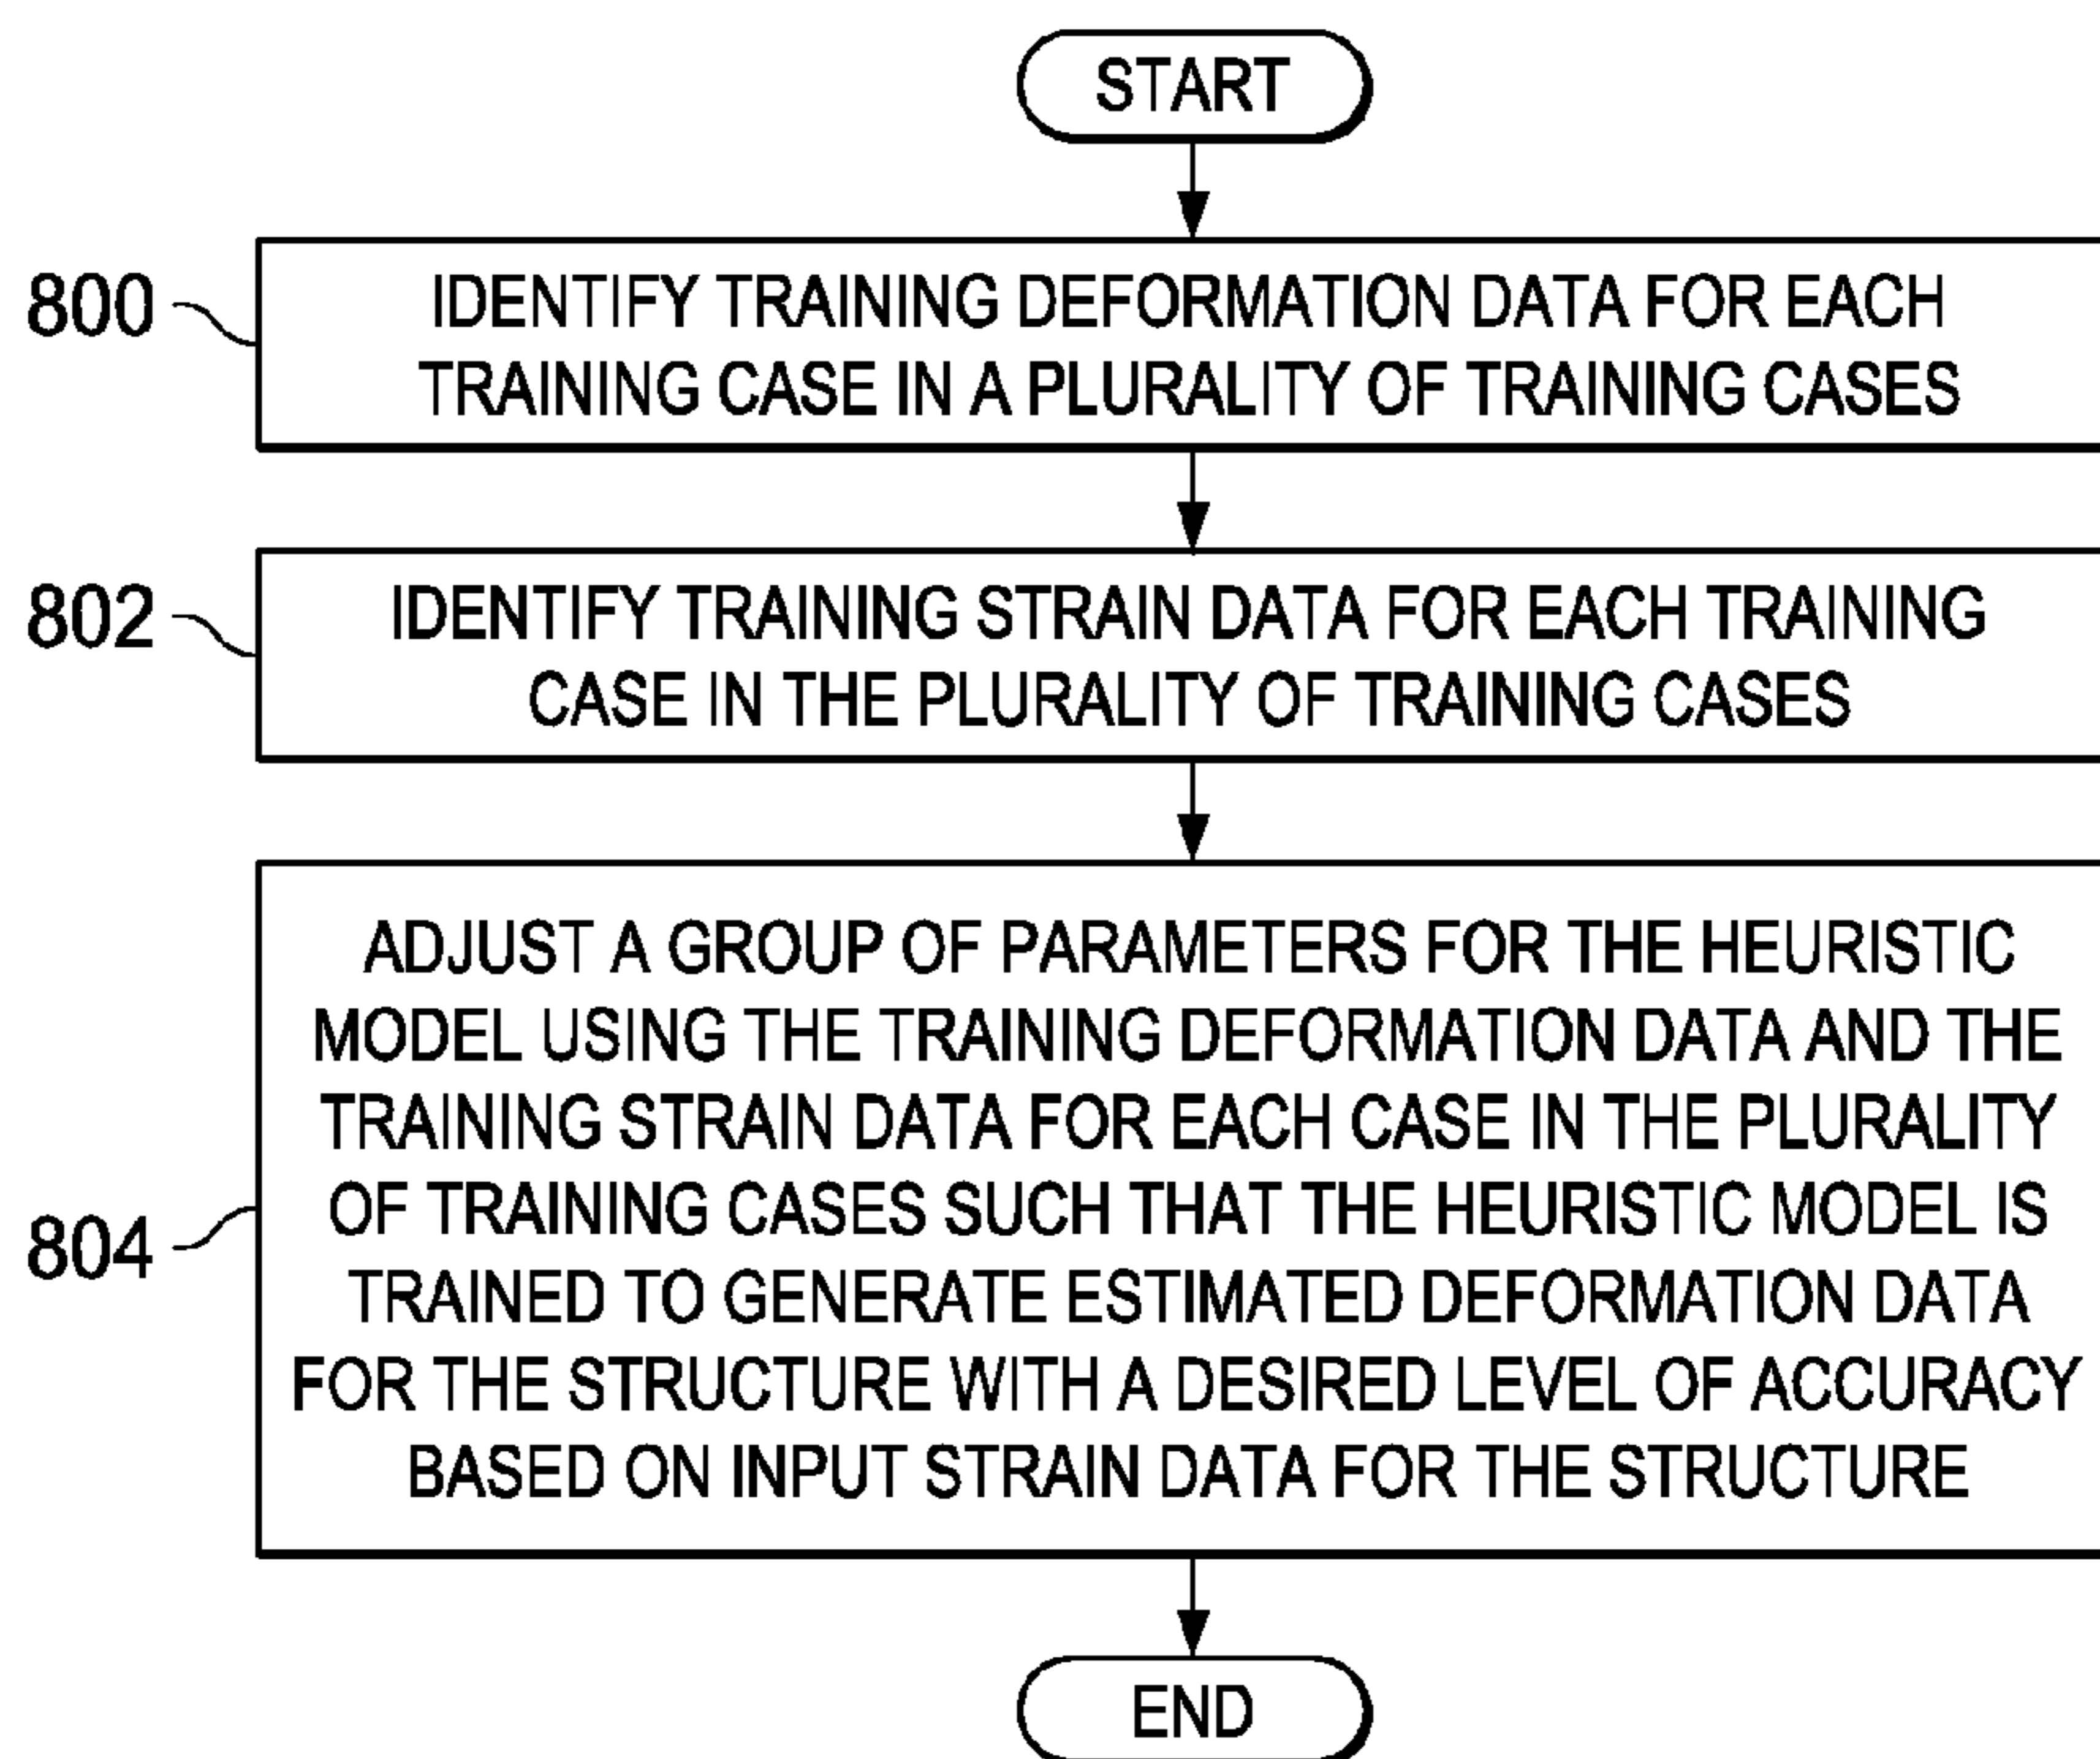 START
800
IDENTIFY TRAINING DEFORMATION DATA FOR EACH
TRAINING CASE IN A PLURALITY OF TRAINING CASES
802
IDENTIFY TRAINING STRAIN DATA FOR EACH TRAINING
CASE IN THE PLURALITY OF TRAINING CASES
804
ADJUST A GROUP OF PARAMETERS FOR THE HEURISTIC
MODEL USING THE TRAINING DEFORMATION DATA AND THE
TRAINING STRAIN DATA FOR EACH CASE IN THE PLURALITY
OF TRAINING CASES SUCH THAT THE HEURISTIC MODEL IS
TRAINED TO GENERATE ESTIMATED DEFORMATION DATA
FOR THE STRUCTURE WITH A DESIRED LEVEL OF ACCURACY
BASED ON INPUT STRAIN DATA FOR THE STRUCTURE
END